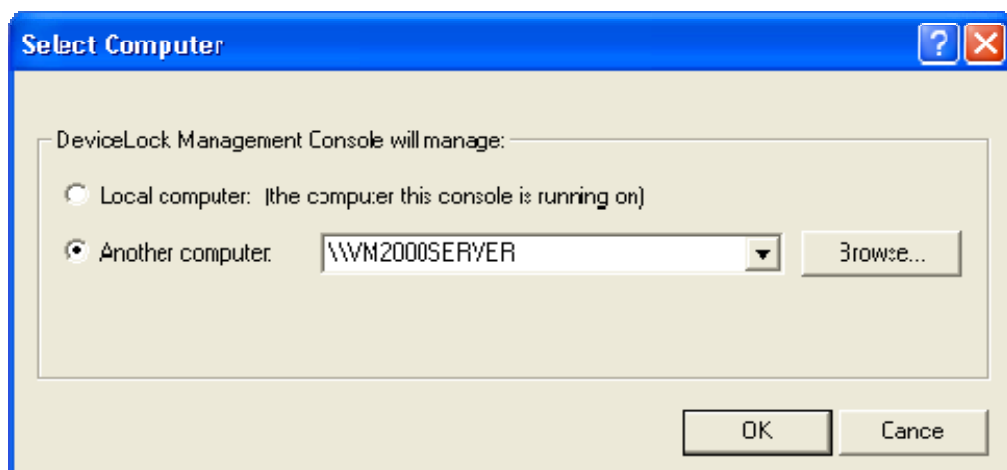 Select Computer
DeviceLock Management Console will manage:
Local computer: (the computer this console is running on)
Another computer: \\VM2000SERVER Browse...
OK Cancel